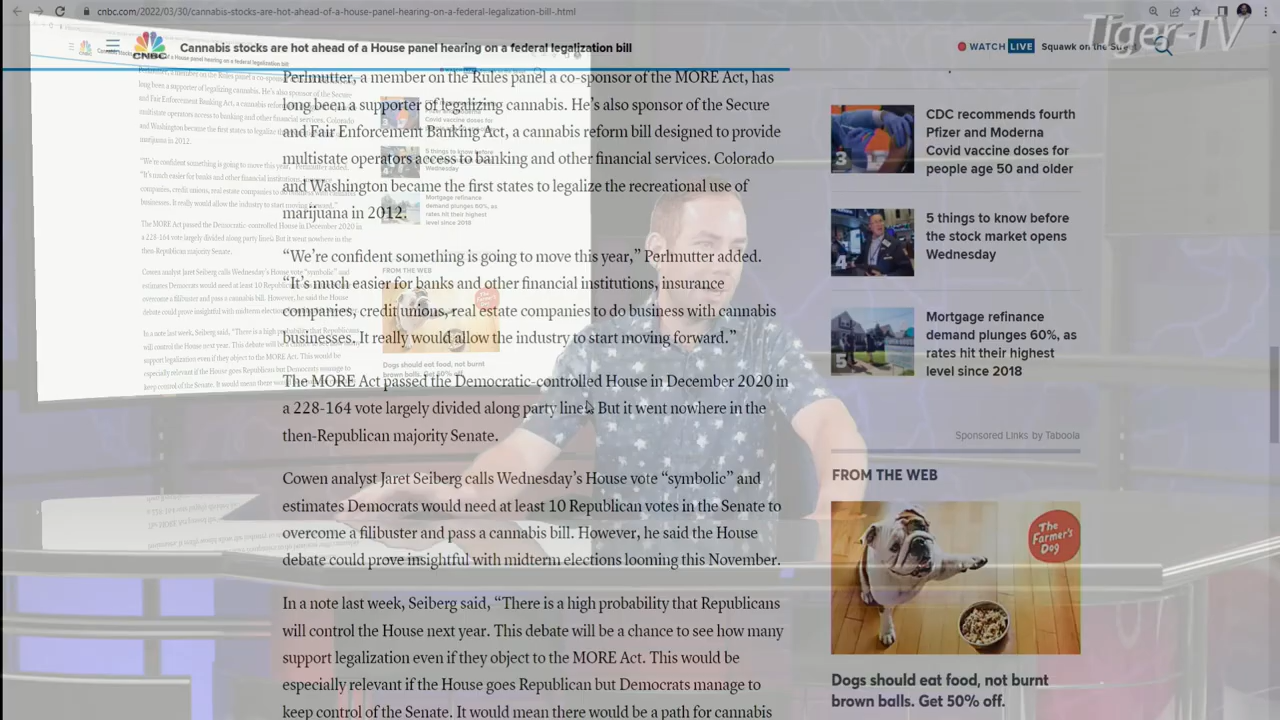 cnbc.com/2022/03/30/cannabis-stocks-are-hot-ahead-of-a-house-panel-hearing-on-a-federal-legalization-bill-.html
Tiger-TV
CNBC
Cannabis stocks are hot ahead of a House panel hearing on a federal legalization bill
WATCH LIVE
Squawk on the Street
Perlmutter, a member on the Rules panel a co-sponsor of the MORE Act, has
long been a supporter of legalizing cannabis. He's also sponsor of the Secure
and Fair Enforcement Banking Act, a cannabis reform bill designed to provide
multistate operators access to banking and other financial services. Colorado
and Washington became the first states to legalize the recreational use of
marijuana in 2012.
“We're confident something is going to move this year,” Perlmutter added.
“It's much easier for banks and other financial institutions, insurance
companies, credit unions, real estate companies to do business with cannabis
businesses. It really would allow the industry to start moving forward.”
The MORE Act passed the Democratic-controlled House in December 2020 in
a 228-164 vote largely divided along party lines. But it went nowhere in the
then-Republican majority Senate.
Cowen analyst Jaret Seiberg calls Wednesday's House vote “symbolic” and
estimates Democrats would need at least 10 Republican votes in the Senate to
overcome a filibuster and pass a cannabis bill. However, he said the House
debate could prove insightful with midterm elections looming this November.
In a note last week, Seiberg said, “There is a high probability that Republicans
will control the House next year. This debate will be a chance to see how many
support legalization even if they object to the MORE Act. This would be
especially relevant if the House goes Republican but Democrats manage to
keep control of the Senate. It would mean there would be a path for cannabis
3
CDC recommends fourth
Pfizer and Moderna
Covid vaccine doses for
people age 50 and older
4
5 things to know before
the stock market opens
Wednesday
5
Mortgage refinance
demand plunges 60%, as
rates hit their highest
level since 2018
Sponsored Links by Taboola
FROM THE WEB
The
Farmer's
Dog
Dogs should eat food, not burnt
brown balls. Get 50% off.